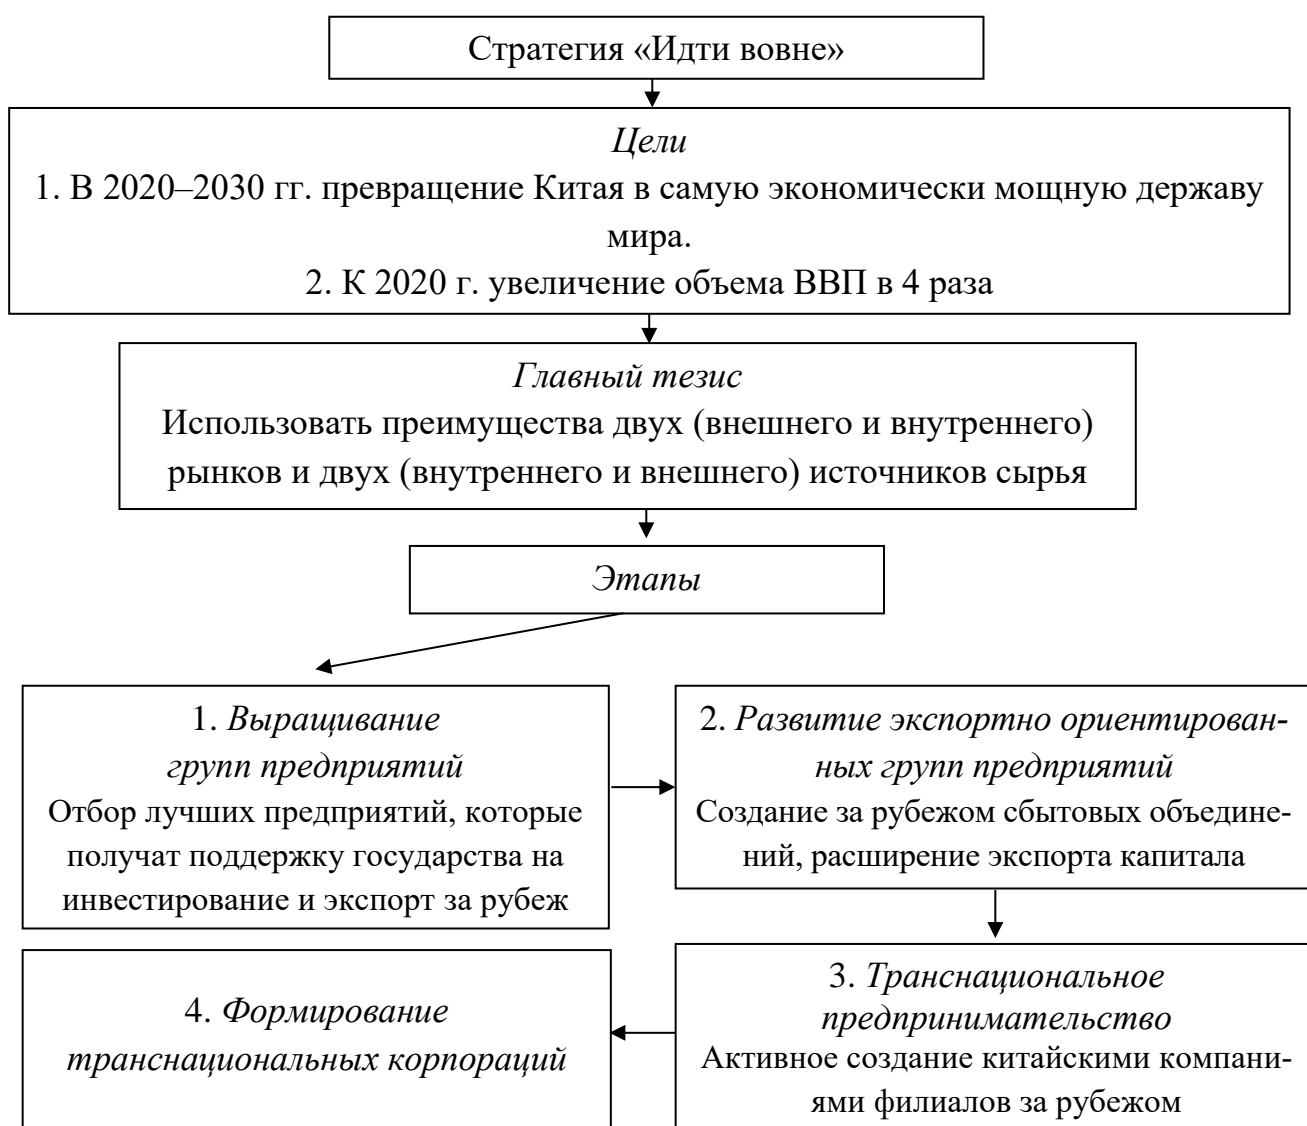 Стратегия «Идти вовне»
Цели
1. В 2020–2030 гг. превращение Китая в самую экономически мощную державу
мира.
2. К 2020 г. увеличение объема ВВП в 4 раза
Главный тезис
Использовать преимущества двух (внешнего и внутреннего)
рынков и двух (внутреннего и внешнего) источников сырья
Этапы
1. Выращивание
групп предприятий
Отбор лучших предприятий, которые
получат поддержку государства на
инвестирование и экспорт за рубеж
2. Развитие экспортно ориентирован-
ных групп предприятий
Создание за рубежом сбытовых объедине-
ний, расширение экспорта капитала
3. Транснациональное
предпринимательство
Активное создание китайскими компани-
ями филиалов за рубежом
4. Формирование
транснациональных корпораций